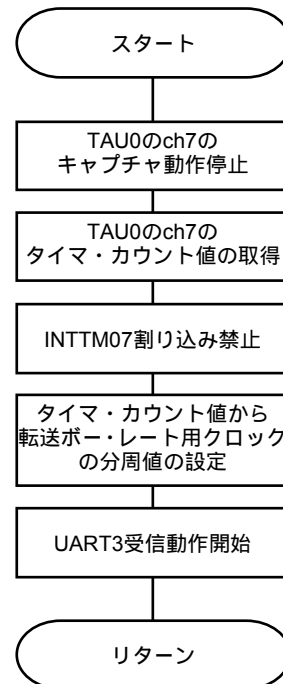 スタート
TAU0のch7の
キャプチャ動作停止
TAU0のch7の
タイマ・カウント値の取得
INTTM07割り込み禁止
タイマ・カウント値から
転送ボー・レート用クロック
の分周値の設定
UART3受信動作開始
リターン